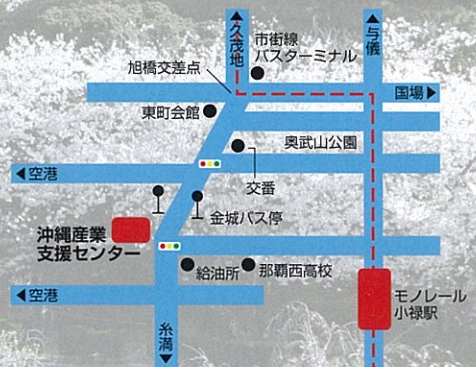 久茂地
与儀
市街線
バスターミナル
旭橋交差点
国場
東町会館
奥武山公園
空港
交番
金城バス停
沖縄産業
支援センター
給油所
那覇西高校
空港
モノレール
小禄駅
糸満